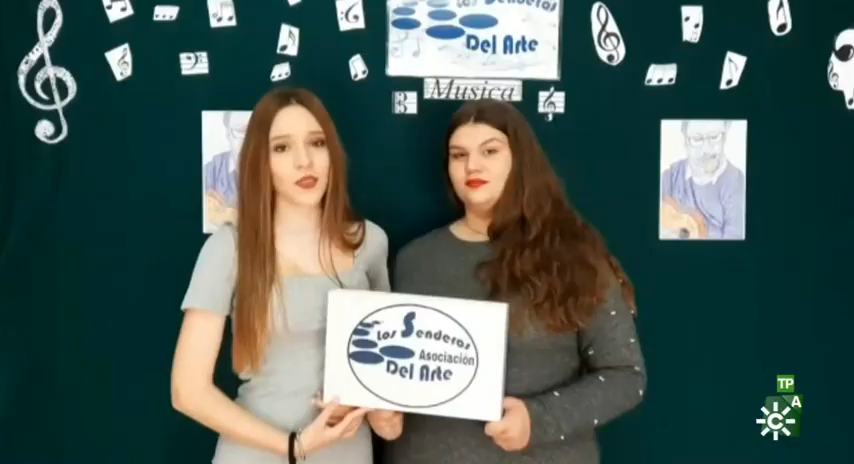 Los Senderos
Del Arte
Musica
Los Senderos
Asociación
Del Arte
TP
A
C